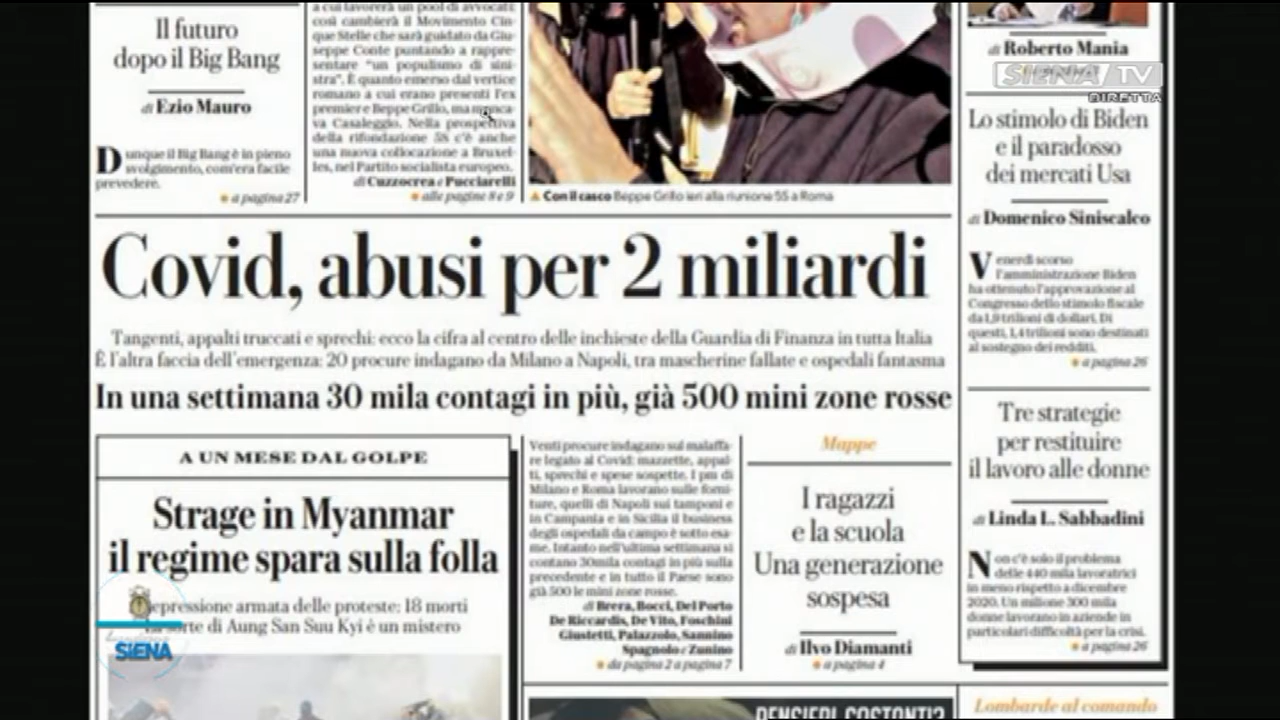 Il futuro
dopo il Big Bang
di Ezio Mauro
Dunque il Big Bang è in pieno
svolgimento, com'era facile
prevedere.
a pagina 27
a cui lavorerà un pool di avvocati:
così cambierà il Movimento Cin-
que Stelle che sarà guidato da Giu-
seppe Conte puntando a rappre-
sentare "un populismo di sini-
stra". È quanto emerso dal vertice
romano a cui erano presenti l'ex
premier e Beppe Grillo, ma manca-
va Casaleggio. Nella prospettiva
della rifondazione 5S c'è anche
una nuova collocazione a Bruxel-
les, nel Partito socialista europeo.
di Cuzzocrea e Pucciarelli
alle pagine 8 e 9
Con il casco Beppe Grillo ieri alla riunione 5S a Roma
di Roberto Mania
SIENA TV
DIRETTA
Lo stimolo di Biden
e il paradosso
dei mercati Usa
di Domenico Siniscalco
Venerdì scorso
l'amministrazione Biden
ha ottenuto l'approvazione al
Congresso dello stimolo fiscale
da 1,9 trilioni di dollari. Di
questi, 1,4 trilioni sono destinati
al sostegno dei redditi.
a pagina 26
Tre strategie
per restituire
il lavoro alle donne
di Linda L. Sabbadini
Non c'è solo il problema
delle 440 mila lavoratrici
in meno rispetto a dicembre
2020. Un milione 300 mila
donne lavorano in aziende in
particolari difficoltà per la crisi.
a pagina 26
Covid, abusi per 2 miliardi
Tangenti, appalti truccati e sprechi: ecco la cifra al centro delle inchieste della Guardia di Finanza in tutta Italia
È l'altra faccia dell'emergenza: 20 procure indagano da Milano a Napoli, tra mascherine fallate e ospedali fantasma
In una settimana 30 mila contagi in più, già 500 mini zone rosse
A UN MESE DAL GOLPE
Strage in Myanmar
il regime spara sulla folla
epressione armata delle proteste: 18 morti
La sorte di Aung San Suu Kyi è un mistero
SIENA
Venti procure indagano sul malaffa-
re legato al Covid: mazzette, appal-
ti, sprechi e spese sospette. I pm di
Milano e Roma lavorano sulle forni-
ture, quelli di Napoli sui tamponi e
in Campania e in Sicilia il business
degli ospedali da campo è sotto esa-
me. Intanto nell'ultima settimana si
contano 30mila contagi in più sulla
precedente e in tutto il Paese sono
già 500 le mini zone rosse.
di Brera, Bocci, Del Porto
De Riccardis, De Vito, Foschini
Giustetti, Palazzolo, Sannino
Spagnolo e Zunino
da pagina 2 a pagina 7
Mappe
I ragazzi
e la scuola
Una generazione
sospesa
di Ilvo Diamanti
a pagina 4
PENSIERI COSTANTI?
Lombarde al comando